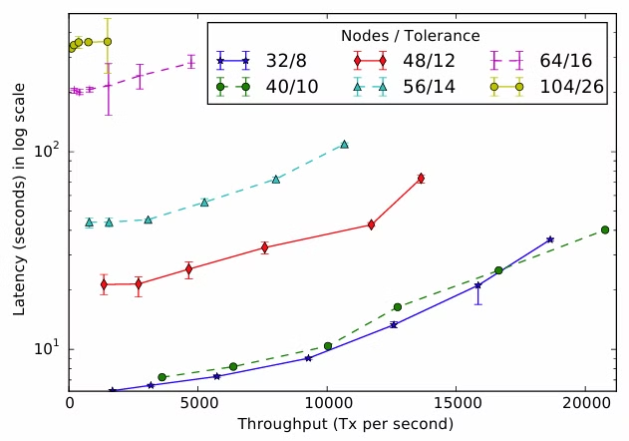 Nodes / Tolerance
32/8 48/12 64/16
40/10 56/14 104/26
Latency (seconds) in log scale
10²
10¹
0 5000 10000 15000 20000
Throughput (Tx per second)